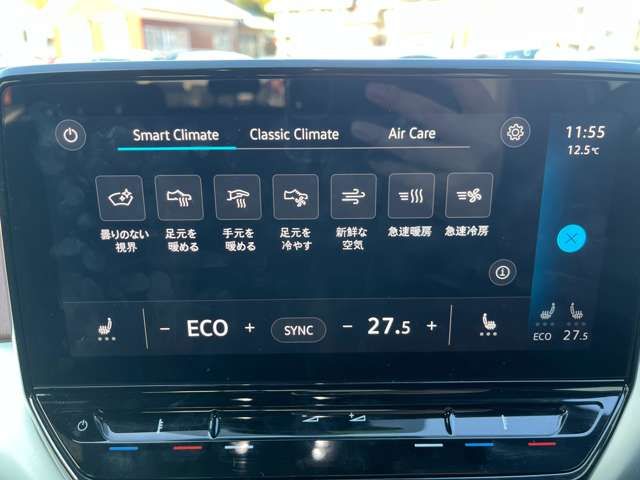 Smart Climate Classic Climate Air Care
11:55
12.5℃
曇りのない
視界
足元を
暖める
手元を
暖める
足元を
冷やす
新鮮な
空気
急速暖房
急速冷房
− ECO + SYNC − 27.5 +
ECO 27.5